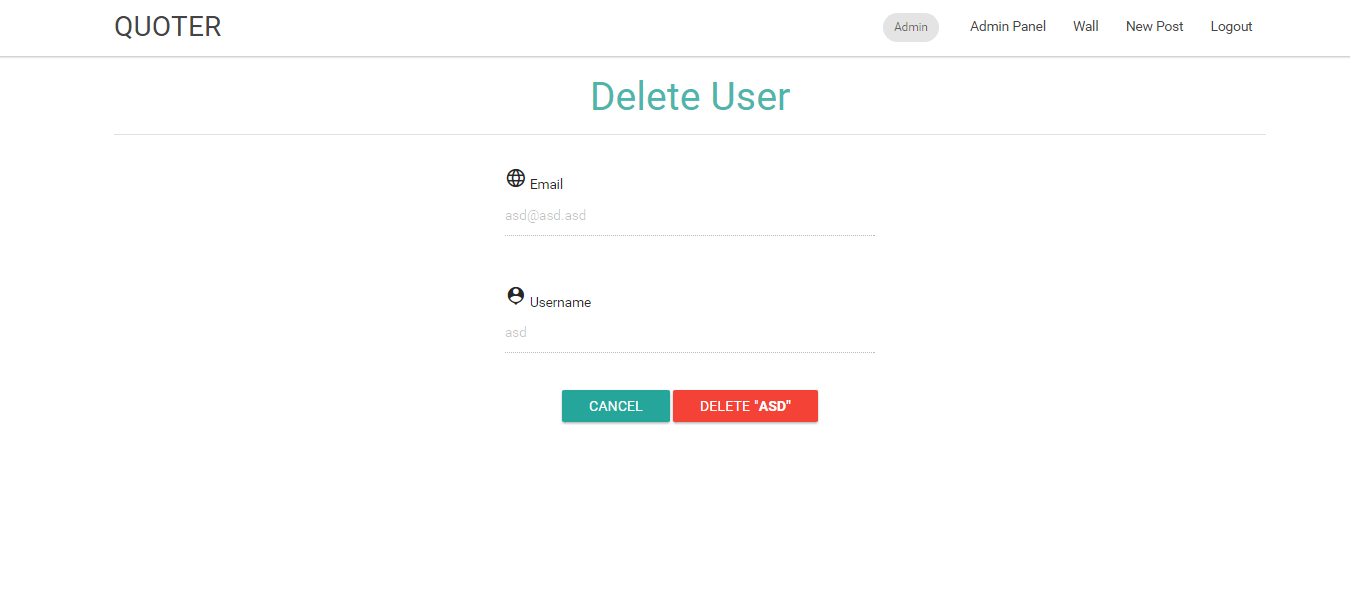 QUOTER
Admin Admin Panel Wall New Post Logout
Delete User
Email
asd@asd.asd
Username
asd
CANCEL DELETE "ASD"